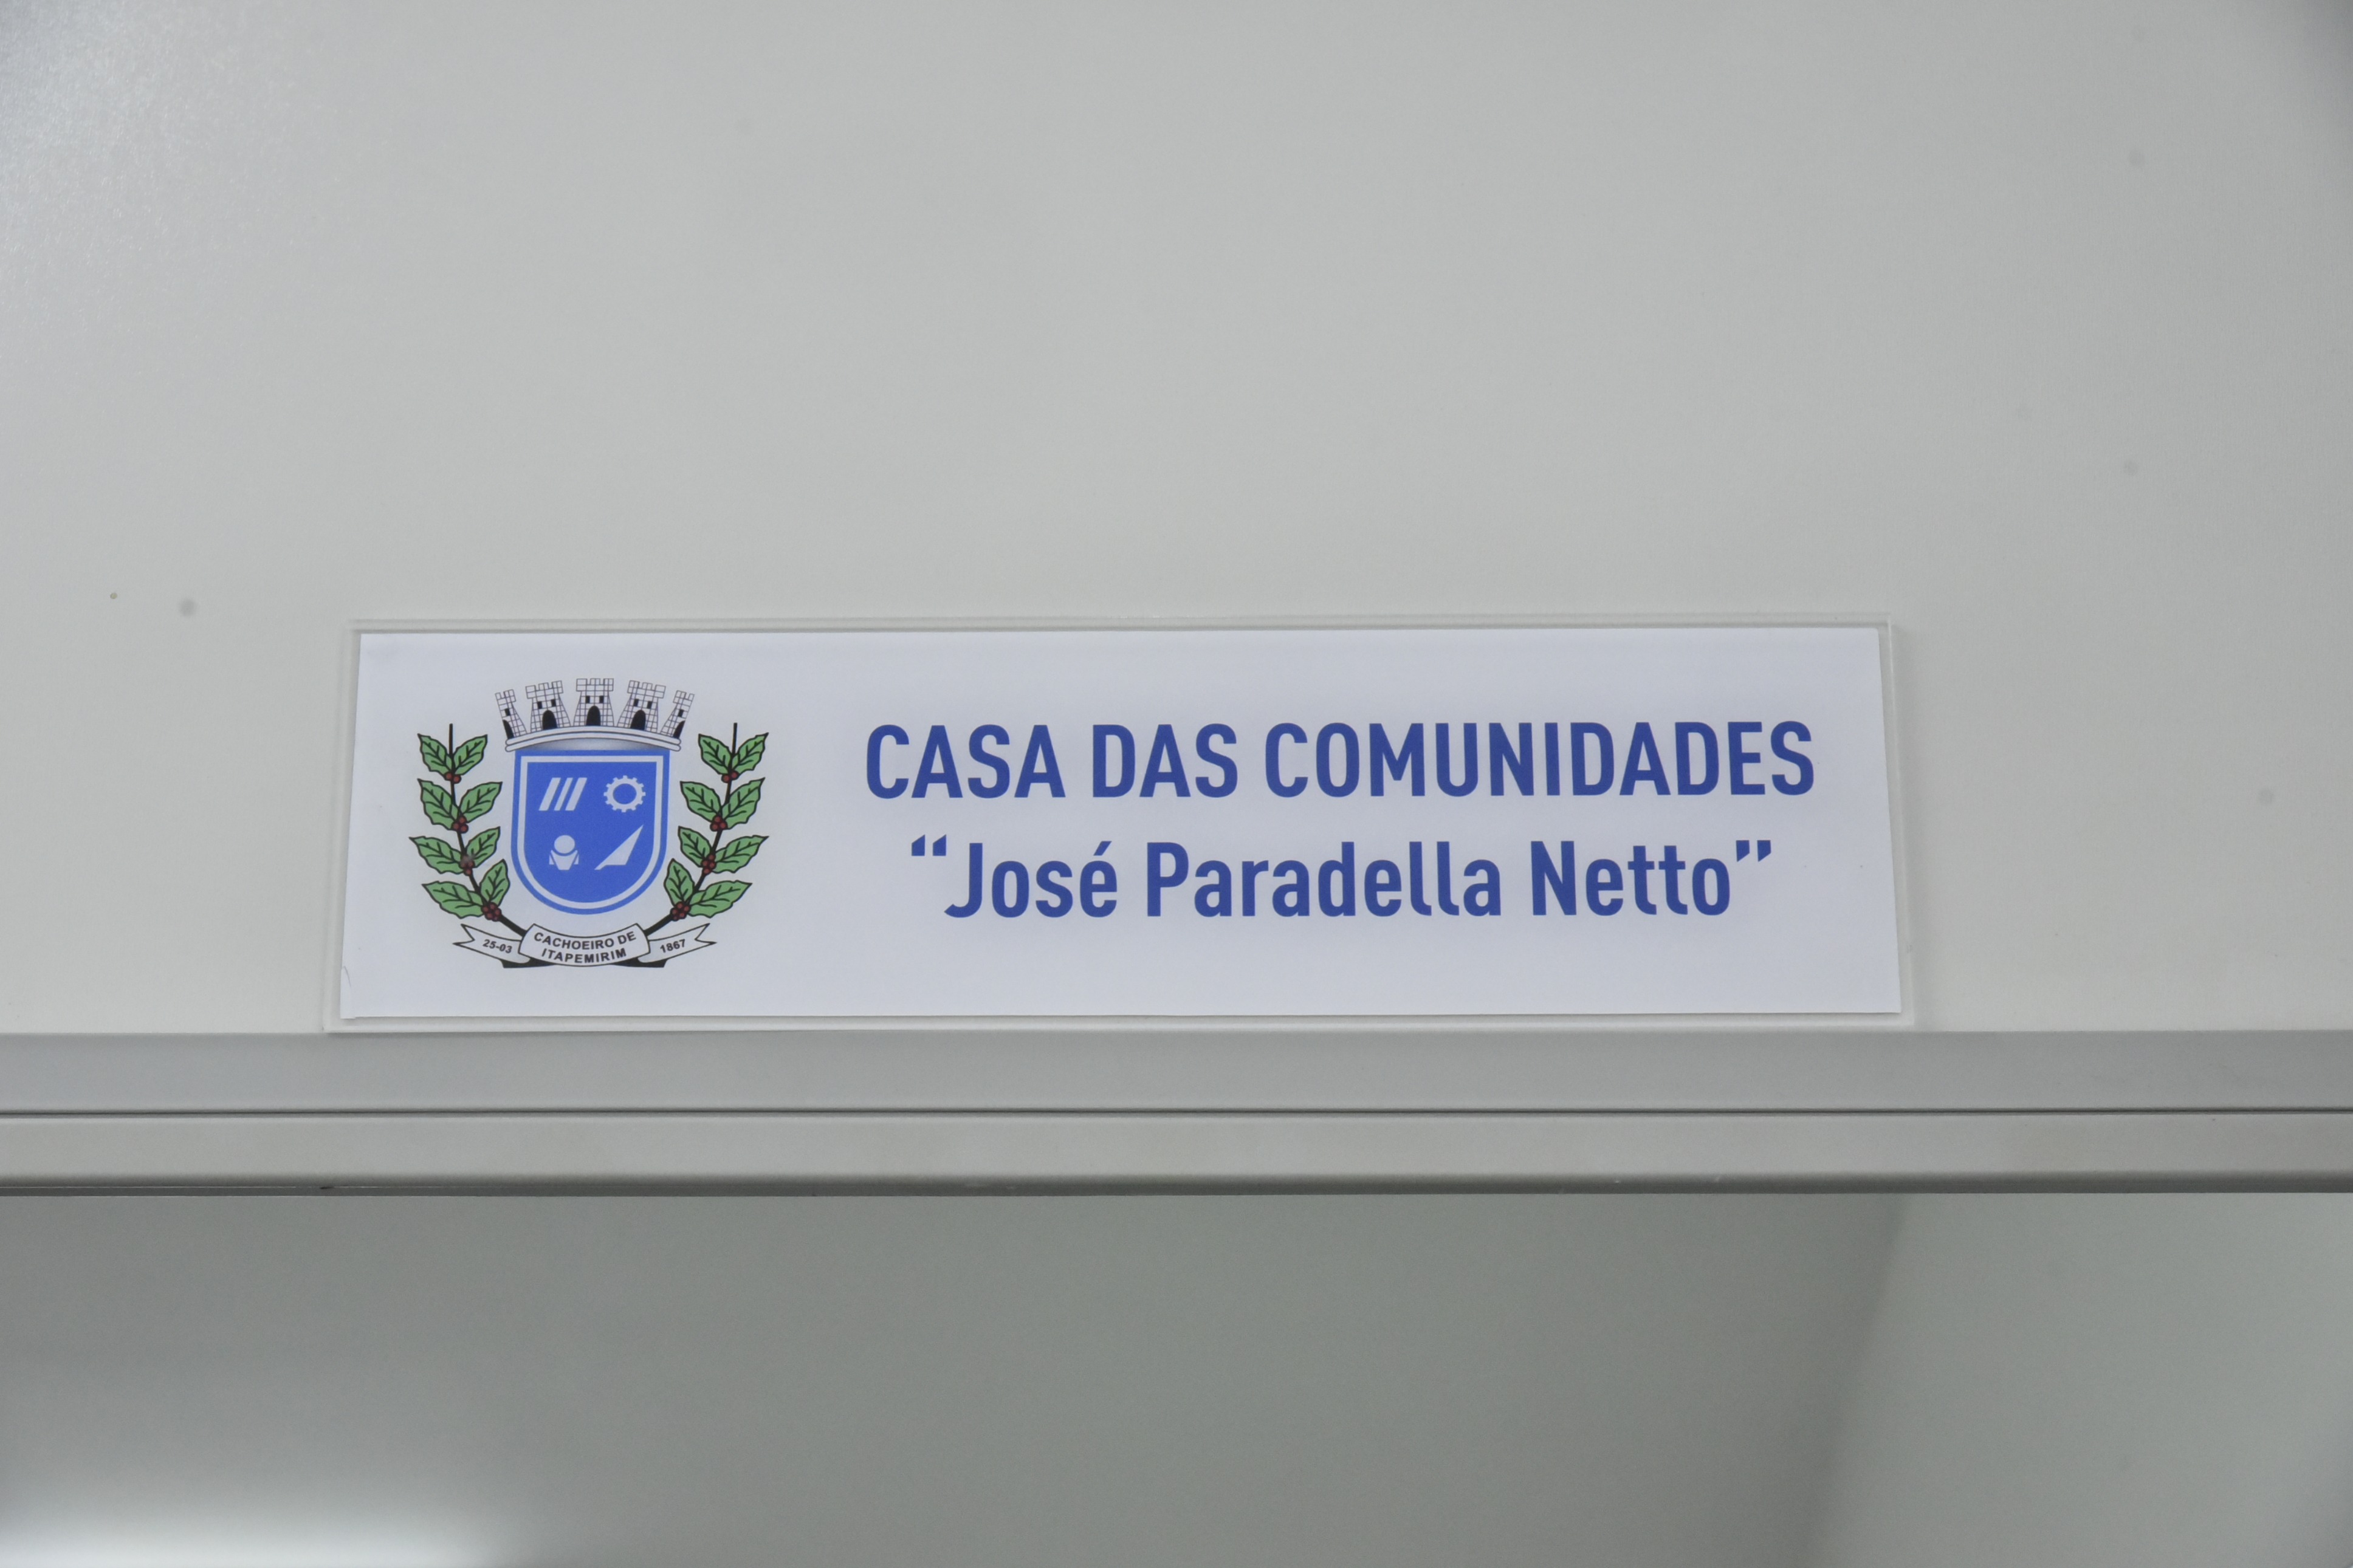 CASA DAS COMUNIDADES
“José Paradella Netto”
25-03
CACHOEIRO DE
ITAPEMIRIM
1867